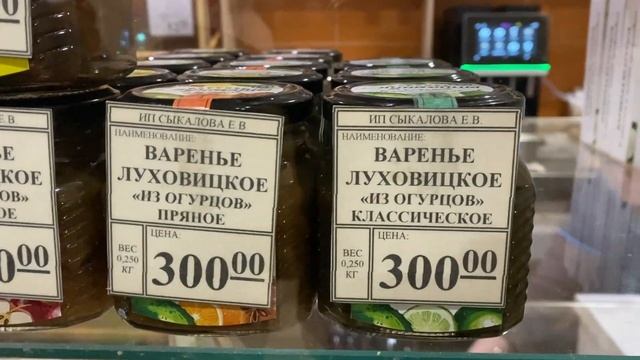 ИП СЫКАЛОВА Е В
НАИМЕНОВАНИЕ:
ВАРЕНЬЕ
ЛУХОВИЦКОЕ
«ИЗ ОГУРЦОВ»
ПРЯНОЕ
ВЕС
0,250
КГ
ЦЕНА:
300 00
ИП СЫКАЛОВА Е.В.
НАИМЕНОВАНИЕ:
ВАРЕНЬЕ
ЛУХОВИЦКОЕ
«ИЗ ОГУРЦОВ»
КЛАССИЧЕСКОЕ
ВЕС
0,250
КГ
ЦЕНА:
300 00